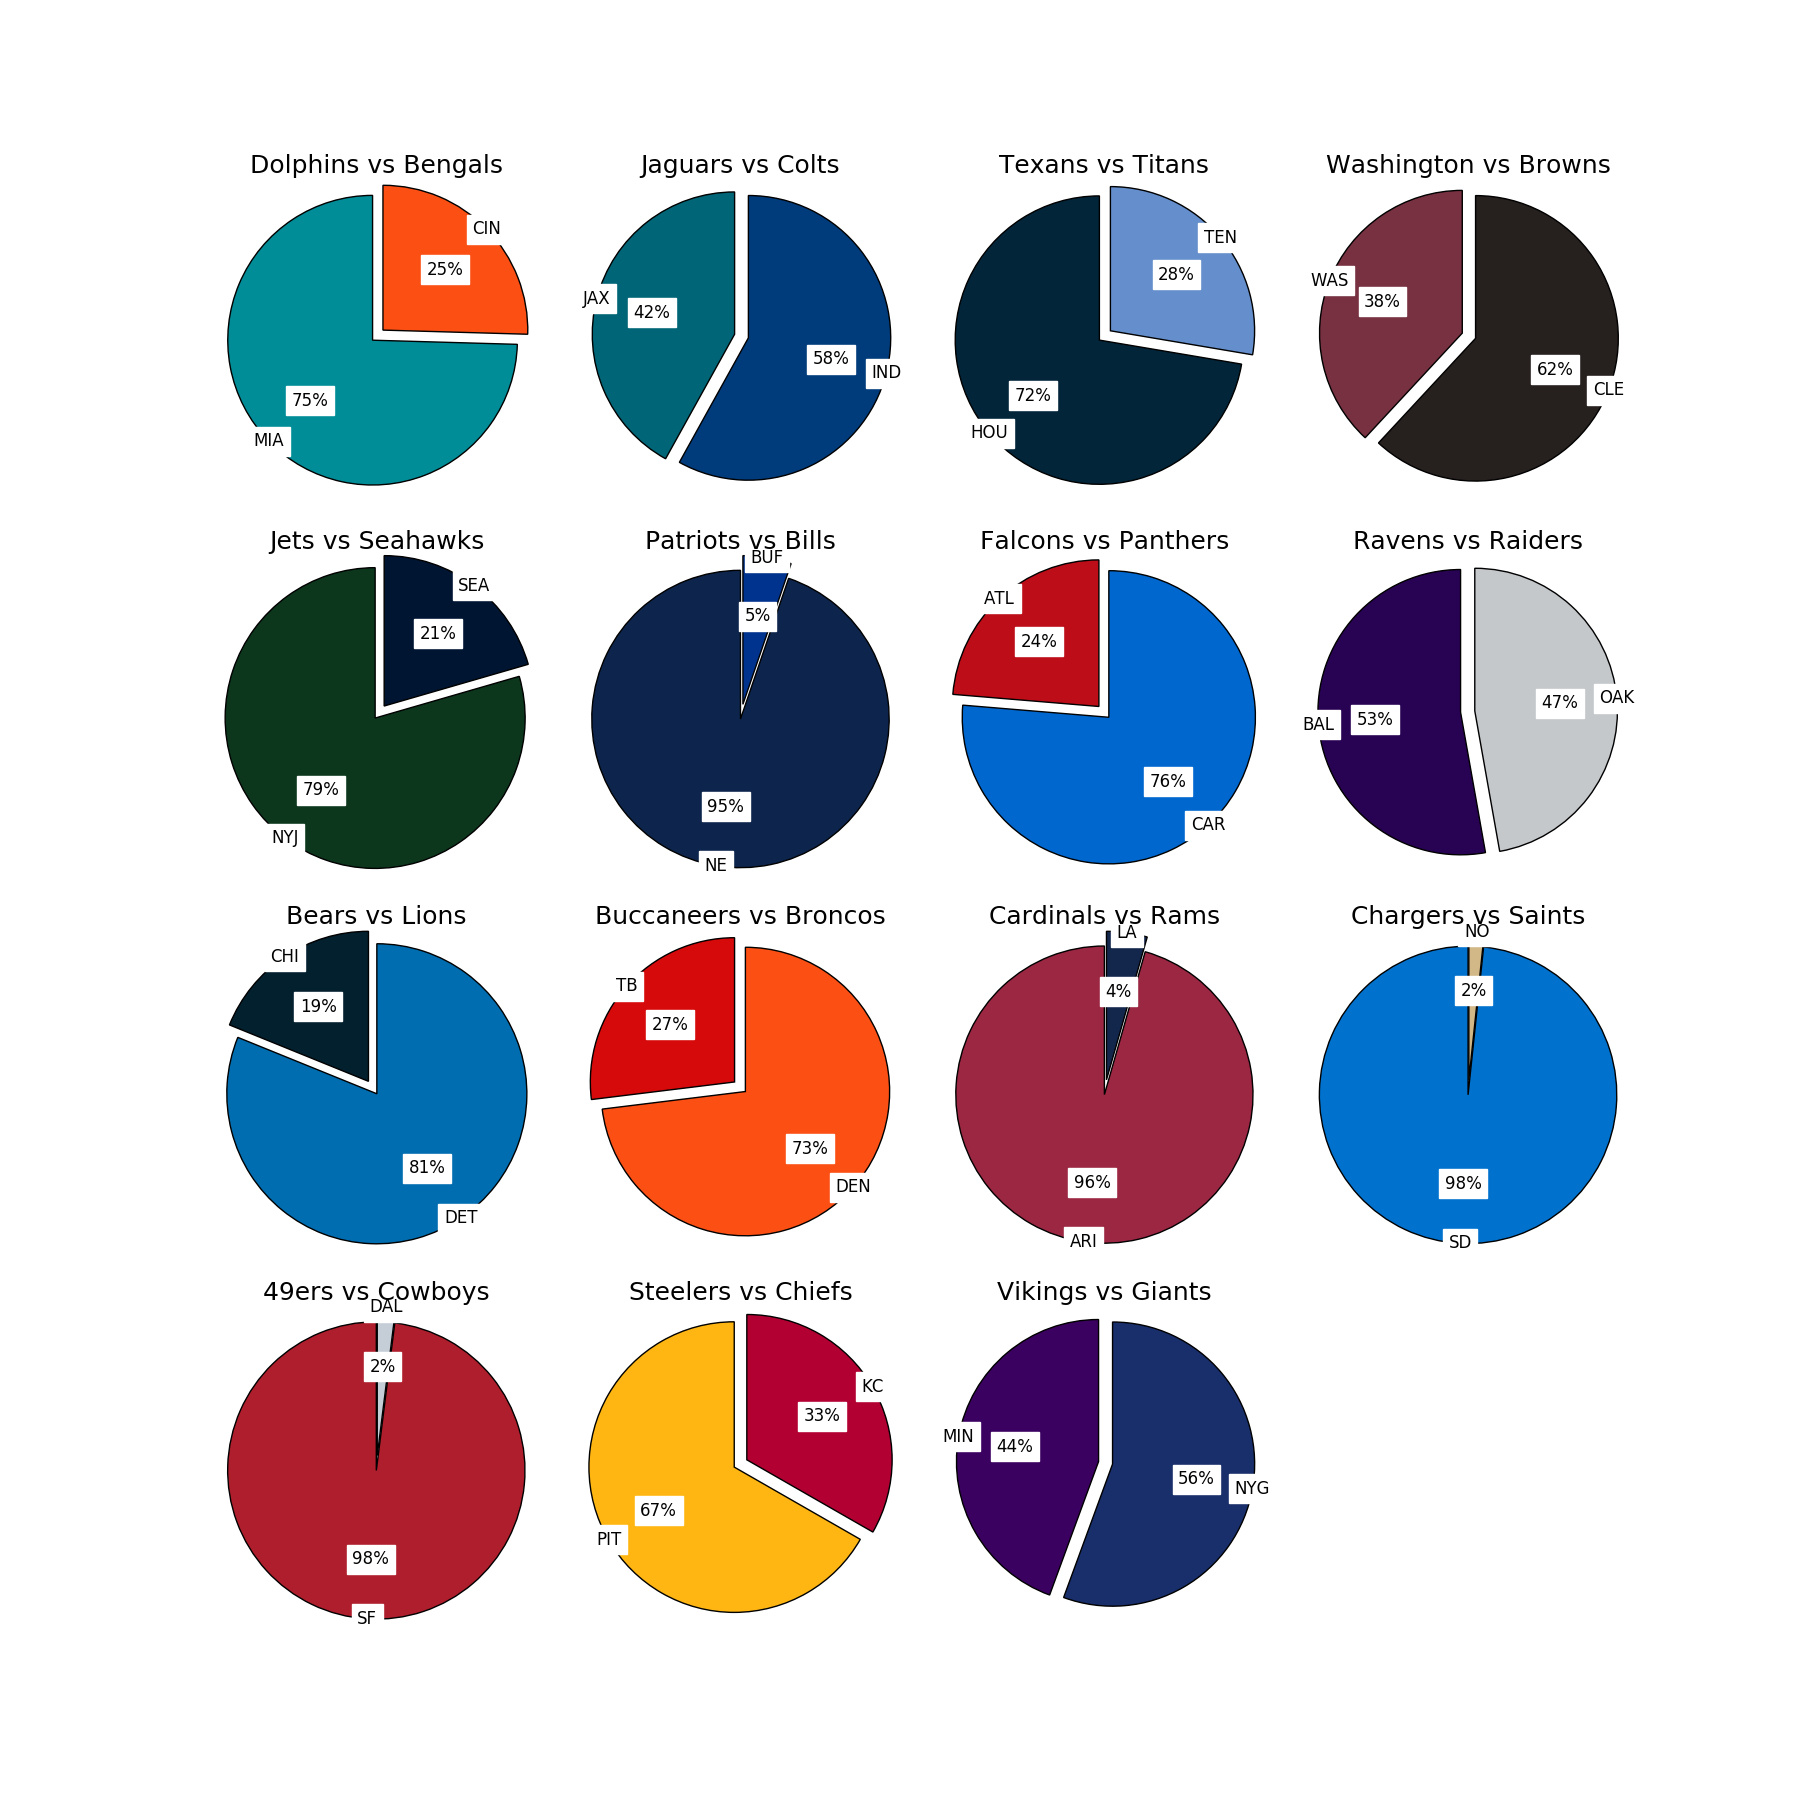 Dolphins vs Bengals
CIN
25%
75%
MIA
Jaguars vs Colts
JAX
42%
58%
IND
Texans vs Titans
TEN
28%
72%
HOU
Washington vs Browns
WAS
38%
62%
CLE
Jets vs Seahawks
SEA
21%
79%
NYJ
Patriots vs Bills
BUF
5%
95%
NE
Falcons vs Panthers
ATL
24%
76%
CAR
Ravens vs Raiders
BAL
53%
47%
OAK
Bears vs Lions
CHI
19%
81%
DET
Buccaneers vs Broncos
TB
27%
73%
DEN
Cardinals vs Rams
LA
4%
96%
ARI
Chargers vs Saints
NO
2%
98%
SD
49ers vs Cowboys
DAL
2%
98%
SF
Steelers vs Chiefs
KC
33%
67%
PIT
Vikings vs Giants
MIN
44%
56%
NYG